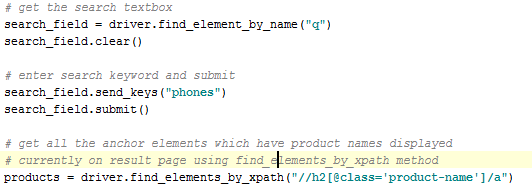 # get the search textbox
search_field = driver.find_element_by_name("q")
search_field.clear()
# enter search keyword and submit
search_field.send_keys("phones")
search_field.submit()
# get all the anchor elements which have product names displayed
# currently on result page using find_elements_by_xpath method
products = driver.find_elements_by_xpath("//h2[@class='product-name']/a")